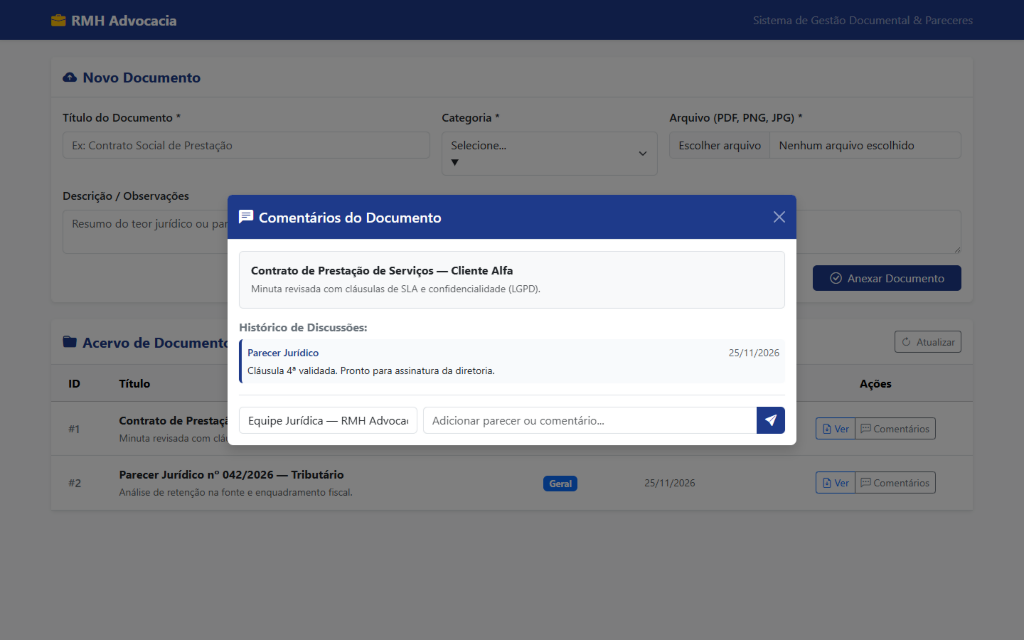 RMH Advocacia
Sistema de Gestão Documental & Pareceres
Novo Documento
Título do Documento *
Categoria *
Arquivo (PDF, PNG, JPG) *
Ex: Contrato Social de Prestação
Selecione...
▼
Escolher arquivo
Nenhum arquivo escolhido
Descrição / Observações
Resumo do teor jurídico ou par
Anexar Documento
Comentários do Documento
Contrato de Prestação de Serviços — Cliente Alfa
Minuta revisada com cláusulas de SLA e confidencialidade (LGPD).
Histórico de Discussões:
Parecer Jurídico
25/11/2026
Cláusula 4ª validada. Pronto para assinatura da diretoria.
Equipe Jurídica — RMH Advoca
Adicionar parecer ou comentário...
Acervo de Documento
Atualizar
ID
Título
Ações
#1
Contrato de Prestaçã
Minuta revisada com clá
Ver
Comentários
#2
Parecer Jurídico nº 042/2026 — Tributário
Análise de retenção na fonte e enquadramento fiscal.
Geral
25/11/2026
Ver
Comentários